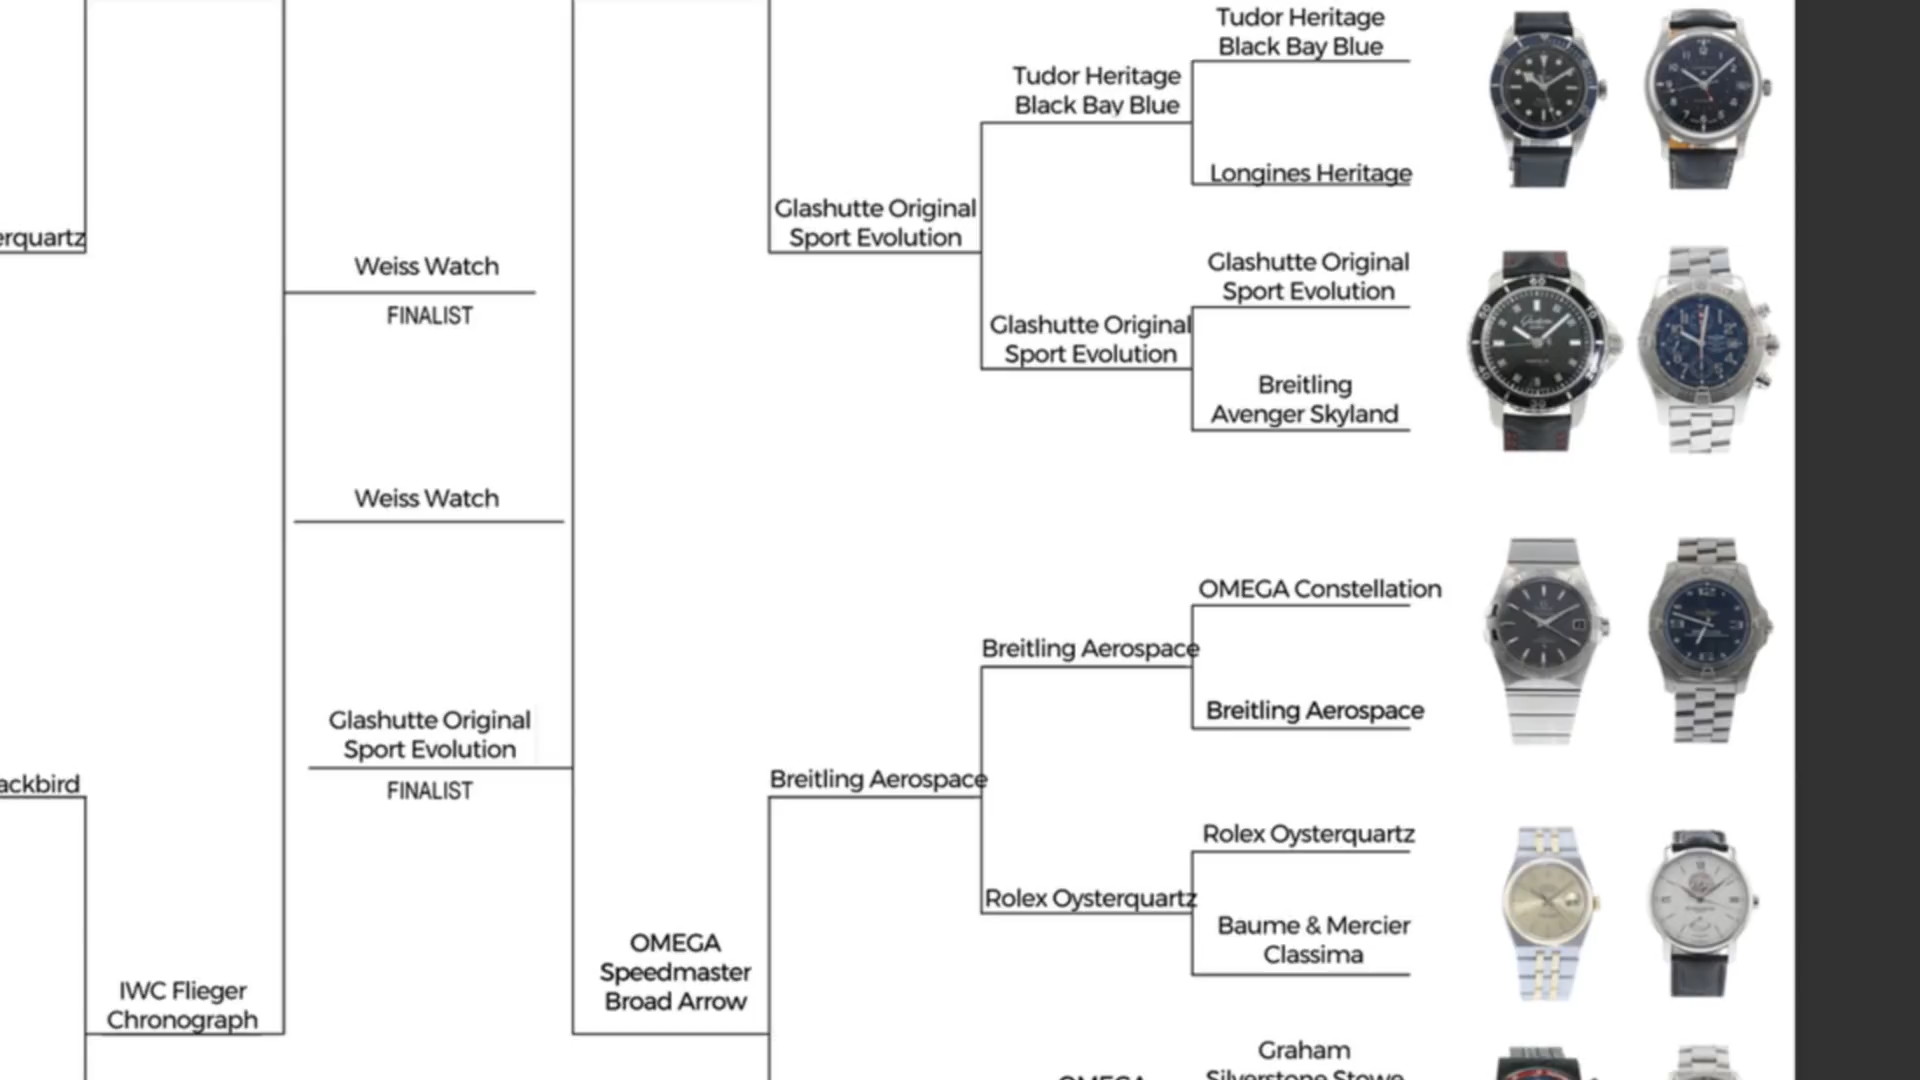 Tudor Heritage
Black Bay Blue
Tudor Heritage
Black Bay Blue
Longines Heritage
Glashutte Original
Sport Evolution
erquartz
Weiss Watch
FINALIST
Glashutte Original
Sport Evolution
Glashutte Original
Sport Evolution
Breitling
Avenger Skyland
Weiss Watch
OMEGA Constellation
Breitling Aerospace
Breitling Aerospace
Glashutte Original
Sport Evolution
FINALIST
ackbird
Breitling Aerospace
Rolex Oysterquartz
Rolex Oysterquartz
Baume & Mercier
Classima
OMEGA
Speedmaster
Broad Arrow
IWC Flieger
Chronograph
Graham
Silverstone Stowe
OMEGA